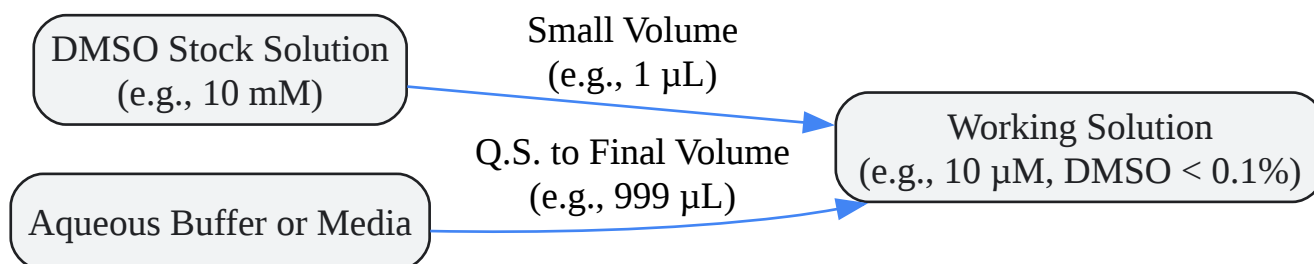 DMSO Stock Solution
(e.g., 10 mM)
Small Volume
(e.g., 1 µL)
Aqueous Buffer or Media
Q.S. to Final Volume
(e.g., 999 µL)
Working Solution
(e.g., 10 µM, DMSO < 0.1%)